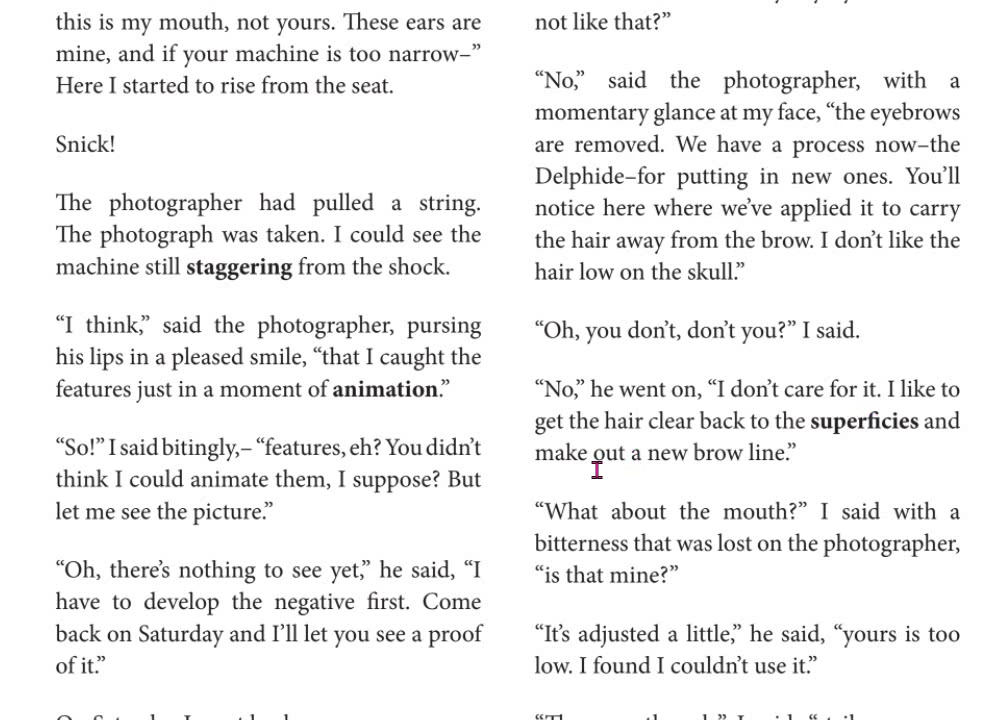 this is my mouth, not yours. These ears are
mine, and if your machine is too narrow–”
Here I started to rise from the seat.
Snick!
The photographer had pulled a string.
The photograph was taken. I could see the
machine still staggering from the shock.
“I think,” said the photographer, pursing
his lips in a pleased smile, “that I caught the
features just in a moment of animation.”
“So!” I said bitingly,– “features, eh? You didn’t
think I could animate them, I suppose? But
let me see the picture.”
“Oh, there’s nothing to see yet,” he said, “I
have to develop the negative first. Come
back on Saturday and I’ll let you see a proof
of it.”
not like that?”
“No,” said the photographer, with a
momentary glance at my face, “the eyebrows
are removed. We have a process now–the
Delphide–for putting in new ones. You’ll
notice here where we’ve applied it to carry
the hair away from the brow. I don’t like the
hair low on the skull.”
“Oh, you don’t, don’t you?” I said.
“No,” he went on, “I don’t care for it. I like to
get the hair clear back to the superficies and
make out a new brow line.”
“What about the mouth?” I said with a
bitterness that was lost on the photographer,
“is that mine?”
“It’s adjusted a little,” he said, “yours is too
low. I found I couldn’t use it.”